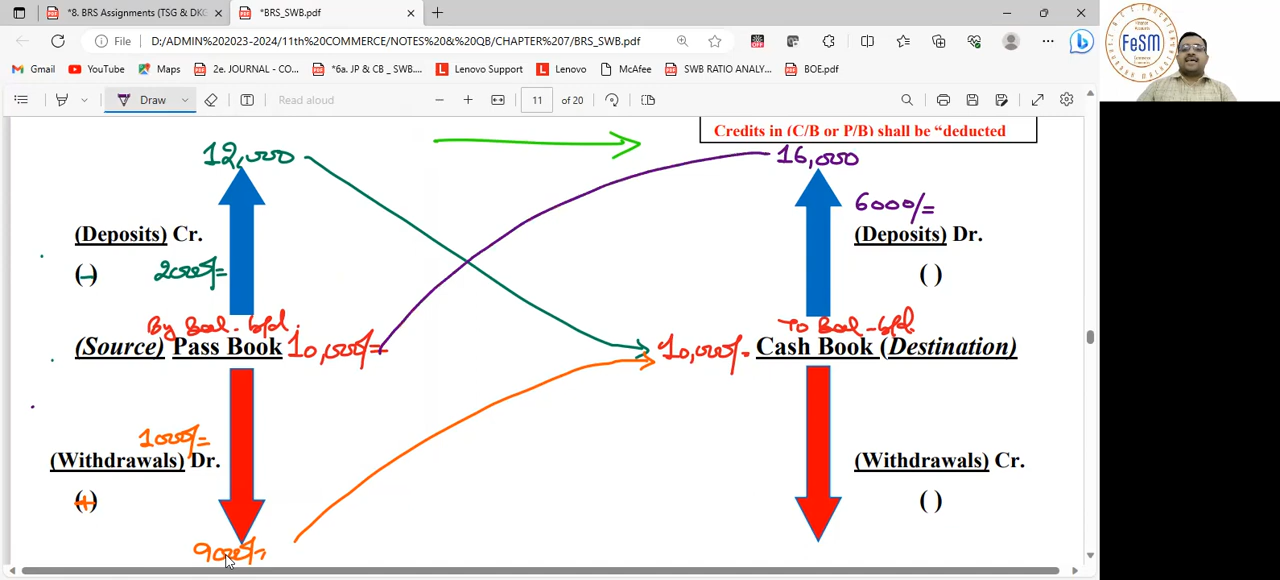 *8. BRS Assignments (TSG & DK
*BRS_SWB.pdf
File
D:/ADMIN%202023-2024/11th%20COMMERCE/NOTES%20&%20QB/CHAPTER%207/BRS_SWB.pdf
Gmail
YouTube
Maps
2e. JOURNAL - CO...
*6a. JP & CB _ SWB....
Lenovo Support
Lenovo
McAfee
SWB RATIO ANALY...
BOE.pdf
Draw
Read aloud
11
of 20
FeSM
Credits in (C/B or P/B) shall be “deducted
12,000
16,000
6000/=
(Deposits) Cr.
(Deposits) Dr.
(-)
2000/=
( )
By Bal-b/d.
To Bal-b/d.
(Source) Pass Book 10,000/=
10,000/- Cash Book (Destination)
1000/=
(Withdrawals) Dr.
(Withdrawals) Cr.
(+)
( )
9000/=